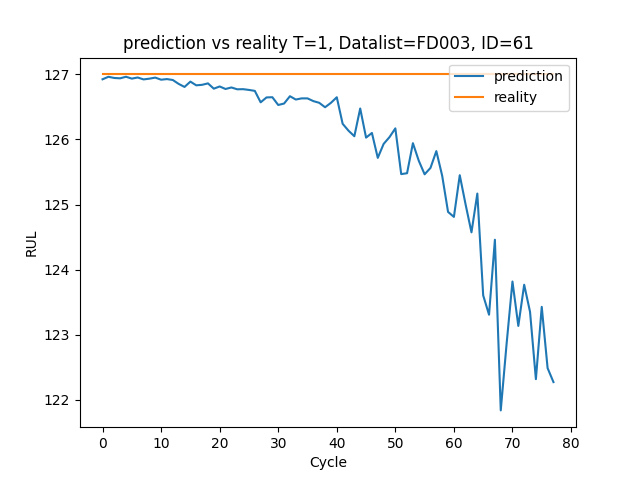 prediction vs reality T=1, Datalist=FD003, ID=61
127
126
125
124
123
122
RUL
0 10 20 30 40 50 60 70 80
Cycle
prediction
reality